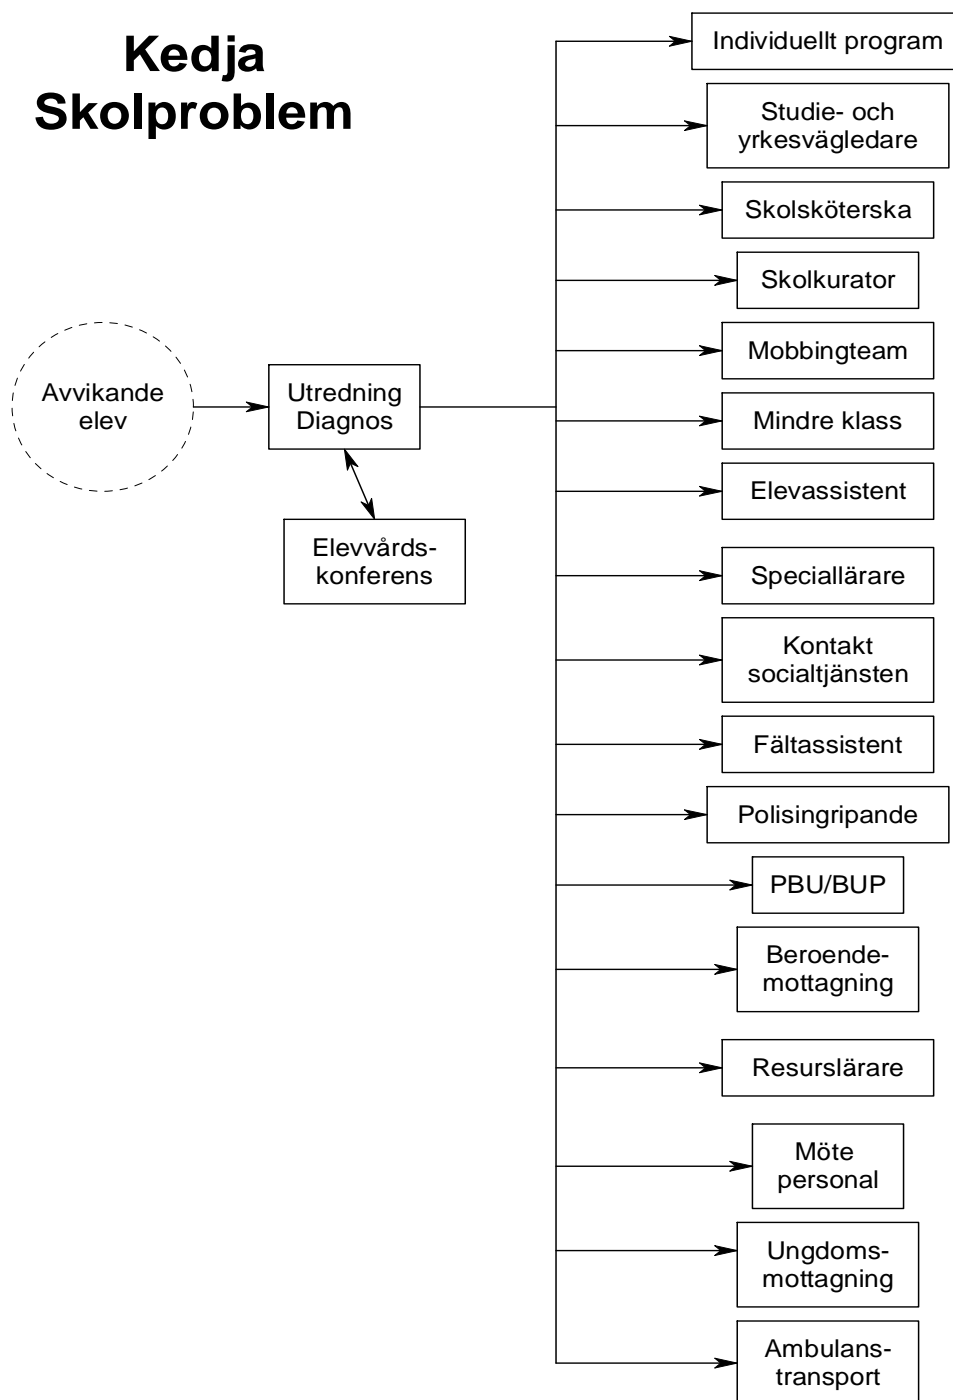 Kedja
Skolproblem
Individuellt program
Studie- och
yrkesvägledare
Skolsköterska
Skolkurator
Avvikande
elev
Utredning
Diagnos
Mobbingteam
Mindre klass
Elevassistent
Elevvårds-
konferens
Speciallärare
Kontakt
socialtjänsten
Fältassistent
Polisingripande
PBU/BUP
Beroende-
mottagning
Resurslärare
Möte
personal
Ungdoms-
mottagning
Ambulans-
transport